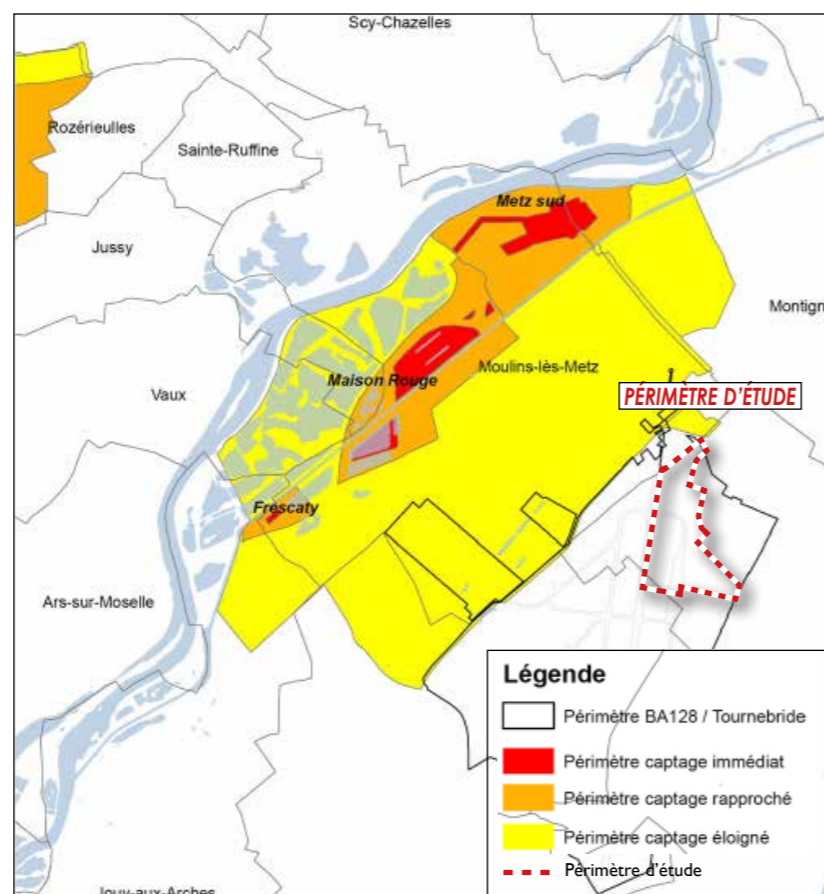 Scy-Chazelles
Rozérieulles
Sainte-Ruffine
Metz sud
Jussy
Montign
Moulins-lès-Metz
Maison Rouge
Vaux
PÉRIMÈTRE D'ÉTUDE
Frescaty
Ars-sur-Moselle
Légende
Périmètre BA128 / Tournebride
Périmètre captage immédiat
Périmètre captage rapproché
Périmètre captage éloigné
Périmètre d'étude
Jouy-aux-Arches